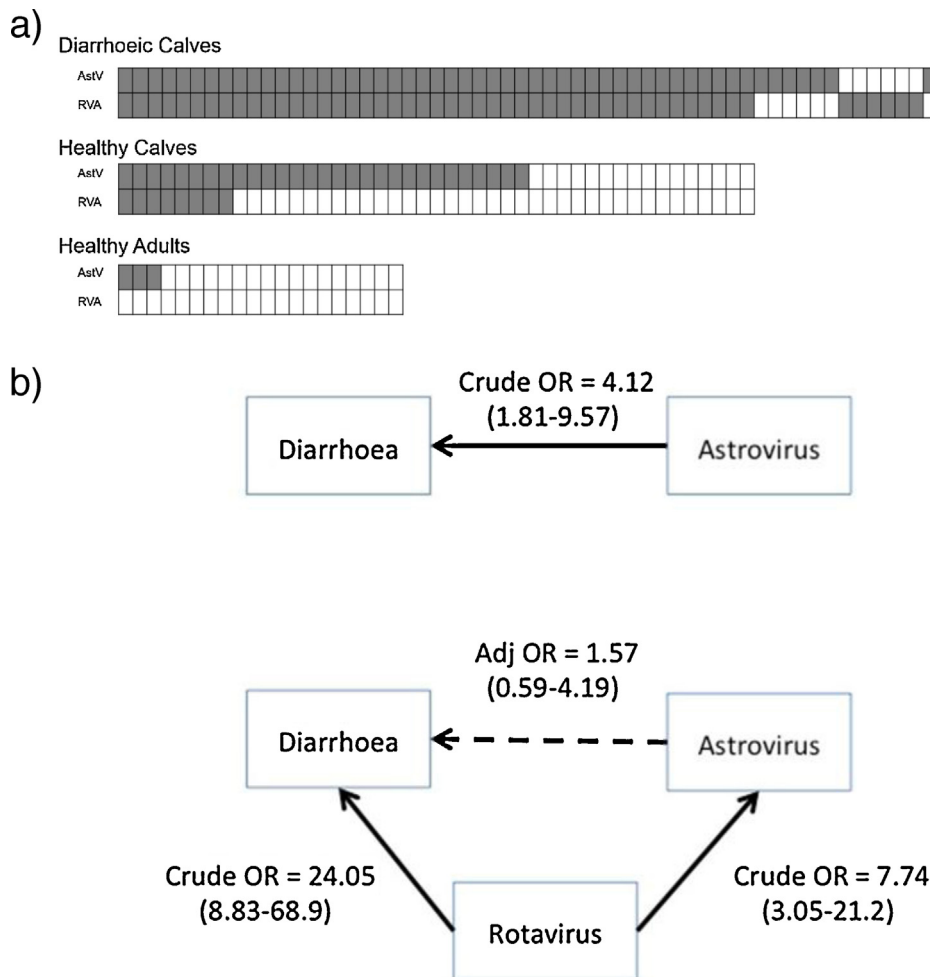 a)
Diarrhoeic Calves
AstV
RVA
Healthy Calves
AstV
RVA
Healthy Adults
AstV
RVA
b)
Crude OR = 4.12
(1.81-9.57)
Diarrhoea
Astrovirus
Adj OR = 1.57
(0.59-4.19)
Diarrhoea
Astrovirus
Crude OR = 24.05
(8.83-68.9)
Crude OR = 7.74
(3.05-21.2)
Rotavirus